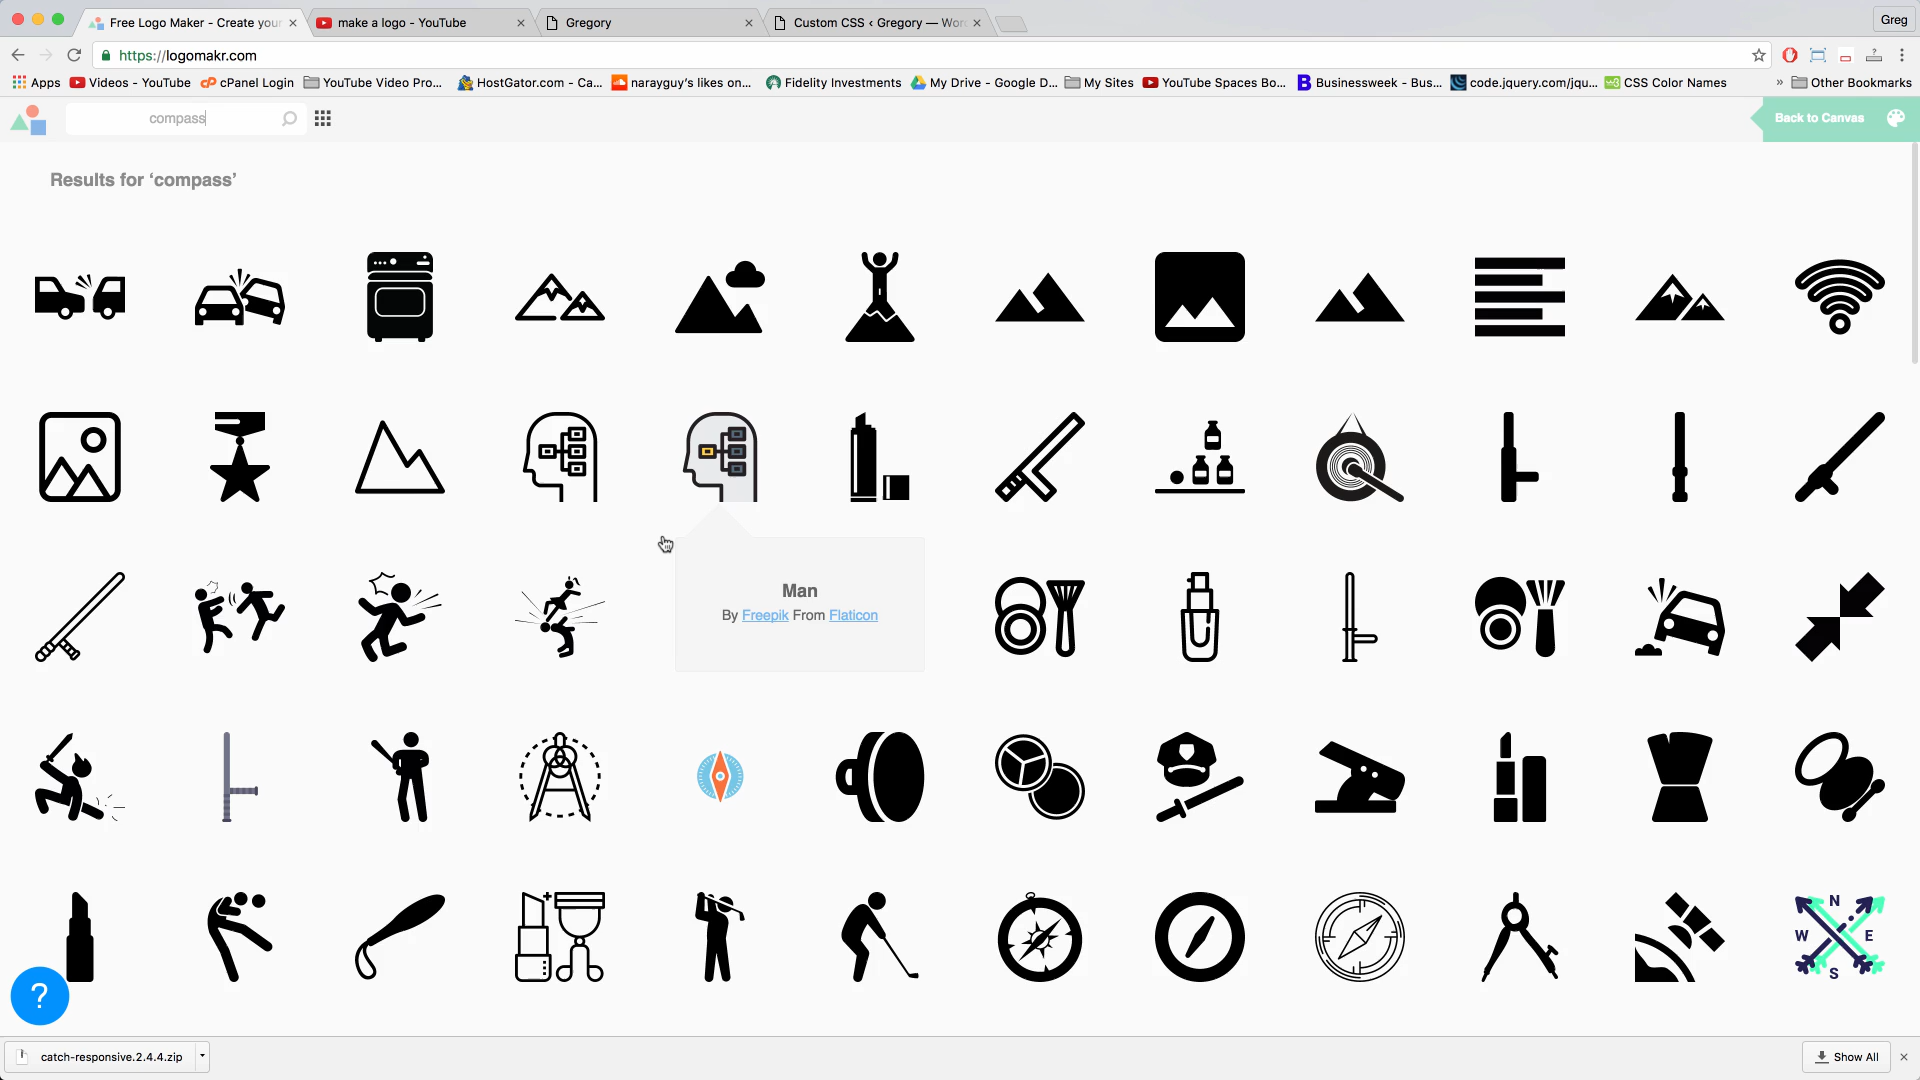 Free Logo Maker - Create your
make a logo - YouTube
Gregory
Custom CSS ‹ Gregory — Wor
Greg
https://logomakr.com
Apps
Videos - YouTube
cPanel Login
YouTube Video Pro...
HostGator.com - Ca...
narayguy's likes on...
Fidelity Investments
My Drive - Google D...
My Sites
YouTube Spaces Bo...
Businessweek - Bus...
code.jquery.com/jqu...
CSS Color Names
» Other Bookmarks
compass
Back to Canvas
Results for ‘compass’
Man
By Freepik From Flaticon
N
W E
S
?
catch-responsive.2.4.4.zip
Show All